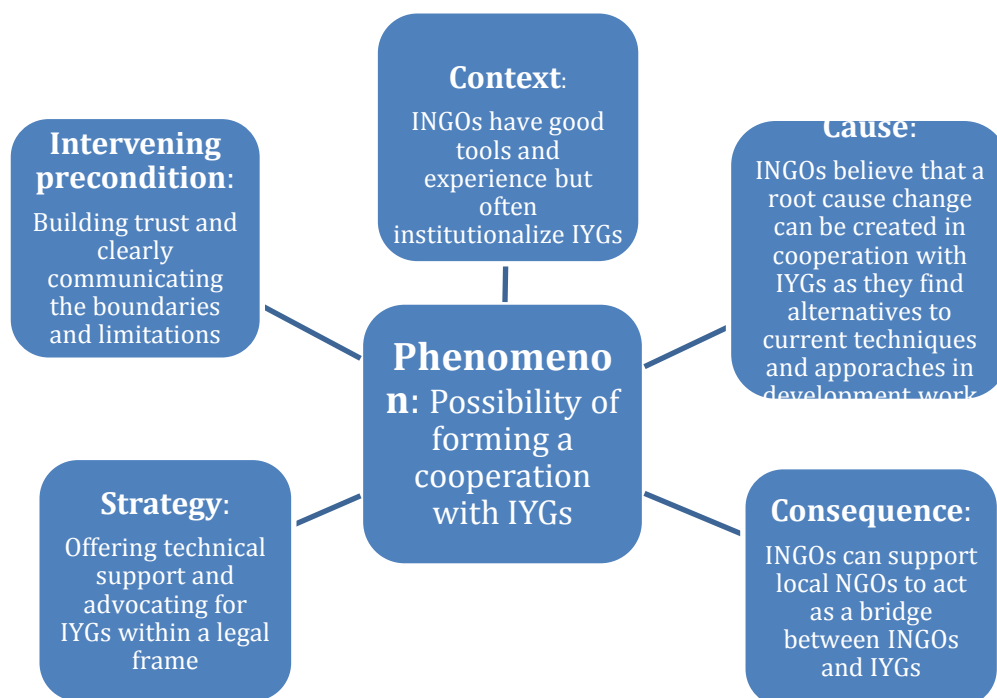 Context:
INGOs have good
tools and
experience but
often
institutionalize IYGs
Intervening
precondition:
Building trust and
clearly
communicating
the boundaries
and limitations
Cause:
INGOs believe that a
root cause change
can be created in
cooperation with
IYGs as they find
alternatives to
current techniques
and apporaches in
development work
Phenomeno
n: Possibility of
forming a
cooperation
with IYGs
Strategy:
Offering technical
support and
advocating for
IYGs within a legal
frame
Consequence:
INGOs can support
local NGOs to act
as a bridge
between INGOs
and IYGs